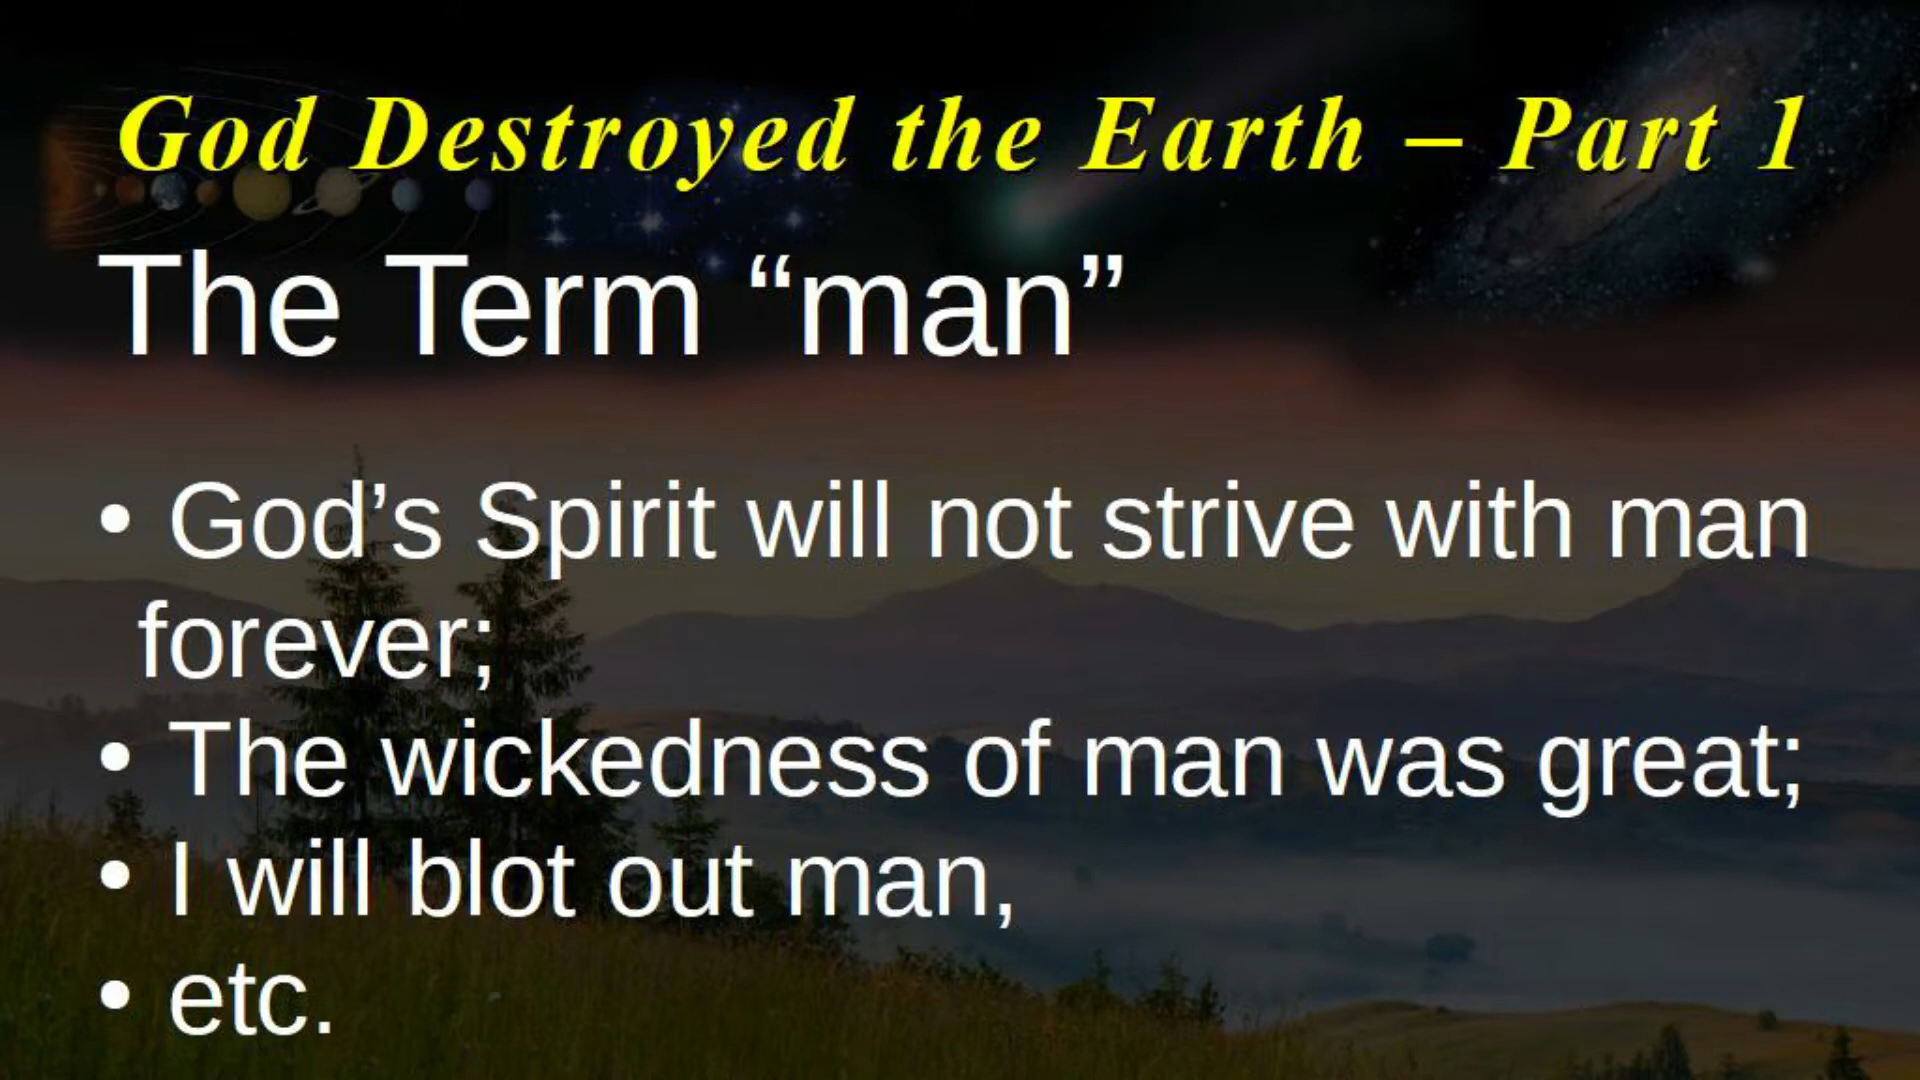 God Destroyed the Earth – Part 1
The Term “man”
• God’s Spirit will not strive with man
forever;
• The wickedness of man was great;
• I will blot out man,
• etc.